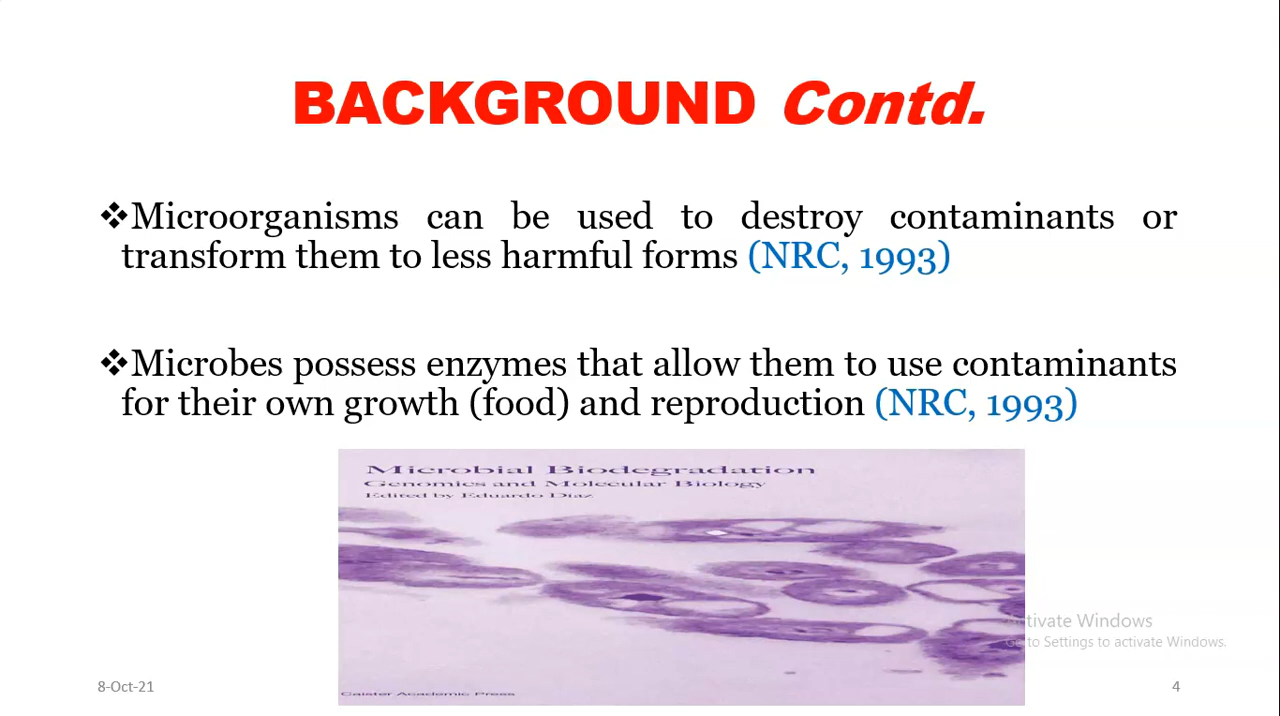 BACKGROUND Contd.
❖Microorganisms can be used to destroy contaminants or
transform them to less harmful forms (NRC, 1993)
❖Microbes possess enzymes that allow them to use contaminants
for their own growth (food) and reproduction (NRC, 1993)
Microbial Biodegradation
Genomics and Molecular Biology
Edited by Eduardo Díaz
Caister Academic Press
Activate Windows
Go to Settings to activate Windows.
8-Oct-21
4